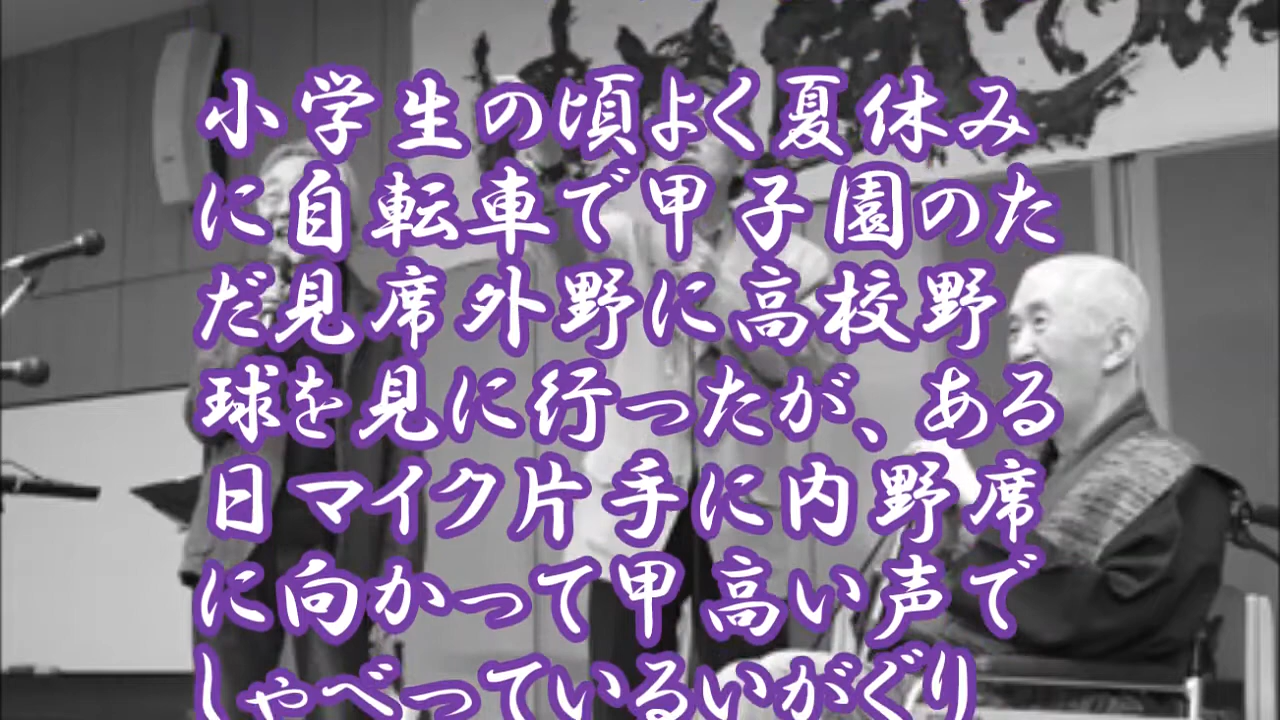 小学生の頃よく夏休み
に自転車で甲子園のた
だ見席外野に高校野
球を見に行ったが、ある
日マイク片手に内野席
に向かって甲高い声で
しゃべっているいがぐり